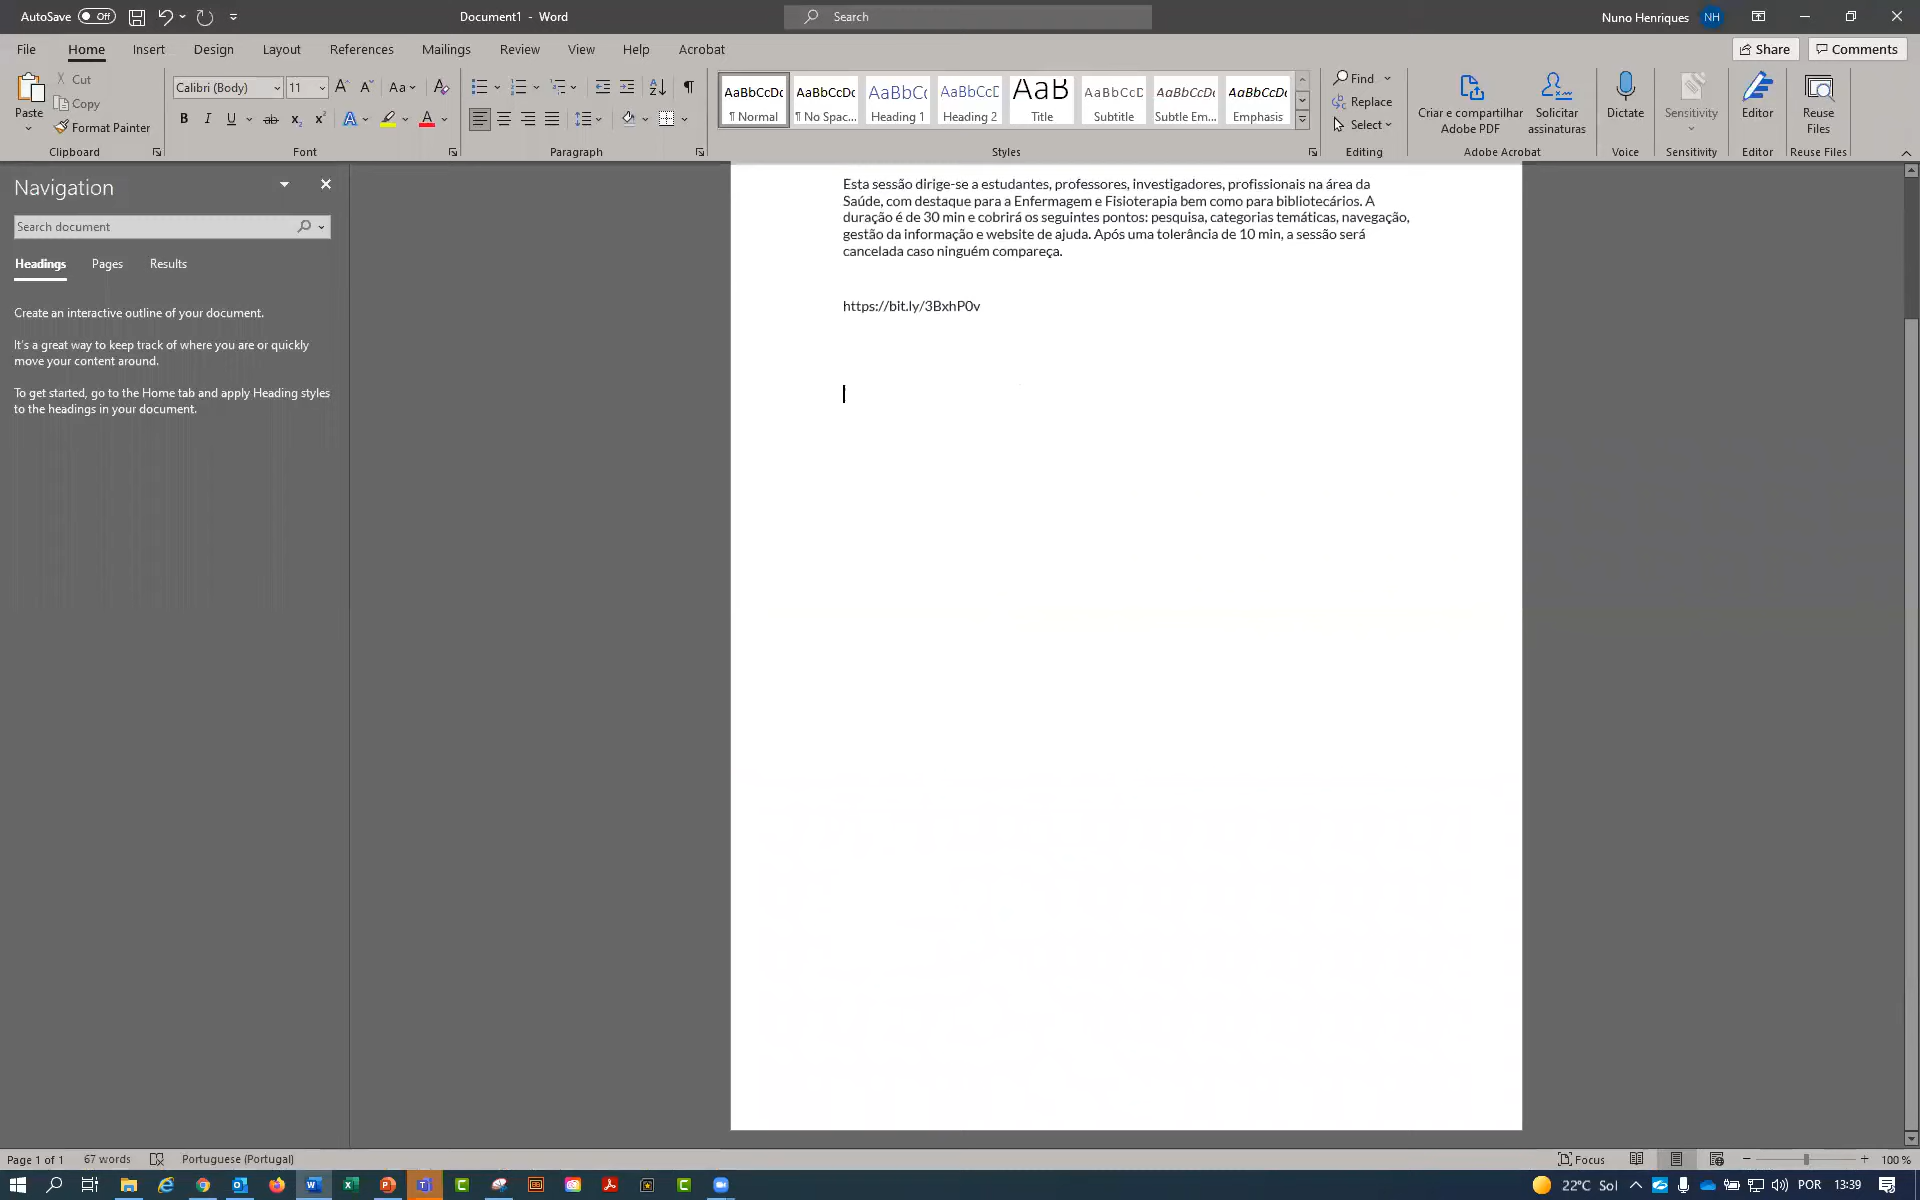 AutoSave Off Document1 - Word Search Nuno Henriques NH
File Home Insert Design Layout References Mailings Review View Help Acrobat Share Comments
Paste Cut Copy Format Painter Clipboard
Calibri (Body) 11 Aa Font
Paragraph
AaBbCcDc AaBbCcDc AaBbCc AaBbCcD AaB AaBbCcD AaBbCcDc AaBbCcDc
¶ Normal ¶ No Spac... Heading 1 Heading 2 Title Subtitle Subtle Em... Emphasis
Styles
Find Replace Select Editing
Criar e compartilhar Adobe PDF Solicitar assinaturas Adobe Acrobat
Dictate Voice
Sensitivity Sensitivity
Editor Editor
Reuse Files Reuse Files
Navigation
Search document
Headings Pages Results
Create an interactive outline of your document.
It's a great way to keep track of where you are or quickly
move your content around.
To get started, go to the Home tab and apply Heading styles
to the headings in your document.
Esta sessão dirige-se a estudantes, professores, investigadores, profissionais na área da
Saúde, com destaque para a Enfermagem e Fisioterapia bem como para bibliotecários. A
duração é de 30 min e cobrirá os seguintes pontos: pesquisa, categorias temáticas, navegação,
gestão da informação e website de ajuda. Após uma tolerância de 10 min, a sessão será
cancelada caso ninguém compareça.
https://bit.ly/3BxhP0v
Page 1 of 1 67 words Portuguese (Portugal) Focus 100 %
22°C Sol POR 13:39